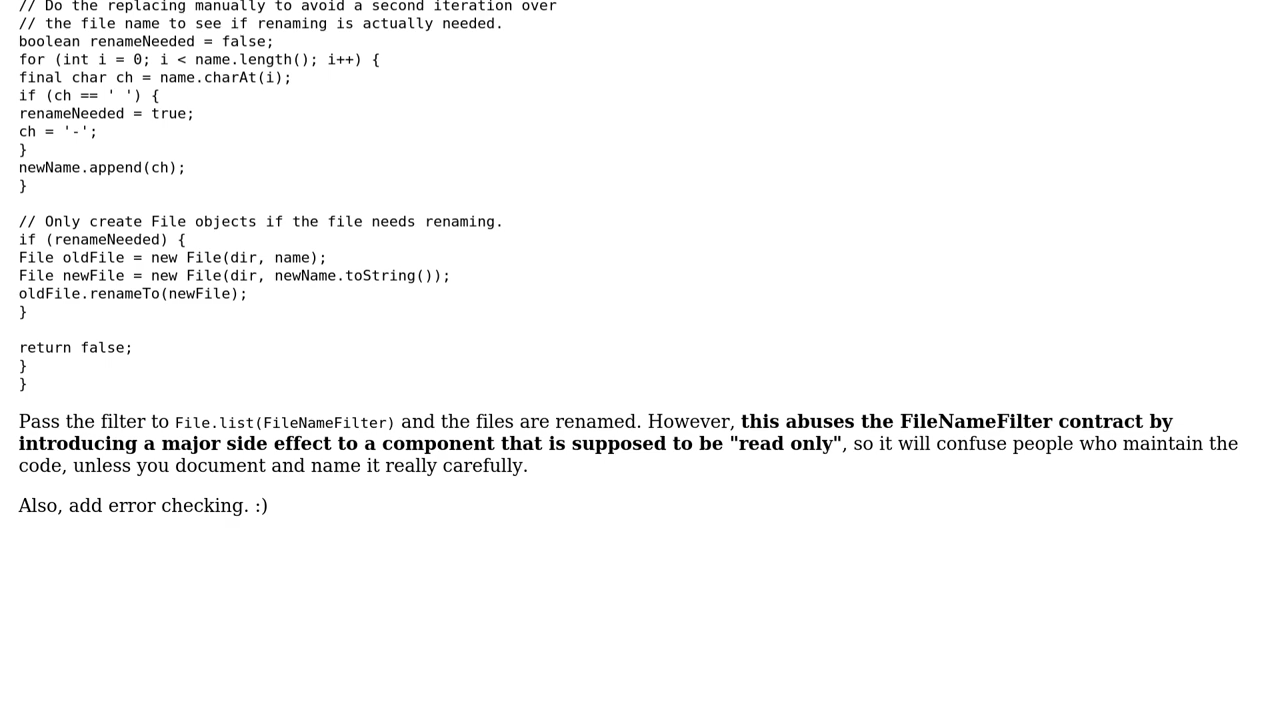 // Do the replacing manually to avoid a second iteration over
// the file name to see if renaming is actually needed.
boolean renameNeeded = false;
for (int i = 0; i < name.length(); i++) {
final char ch = name.charAt(i);
if (ch == ' ') {
renameNeeded = true;
ch = '-';
}
newName.append(ch);
}

// Only create File objects if the file needs renaming.
if (renameNeeded) {
File oldFile = new File(dir, name);
File newFile = new File(dir, newName.toString());
oldFile.renameTo(newFile);
}

return false;
}
}

Pass the filter to File.list(FileNameFilter) and the files are renamed. However, this abuses the FileNameFilter contract by
introducing a major side effect to a component that is supposed to be "read only", so it will confuse people who maintain the
code, unless you document and name it really carefully.

Also, add error checking. :)